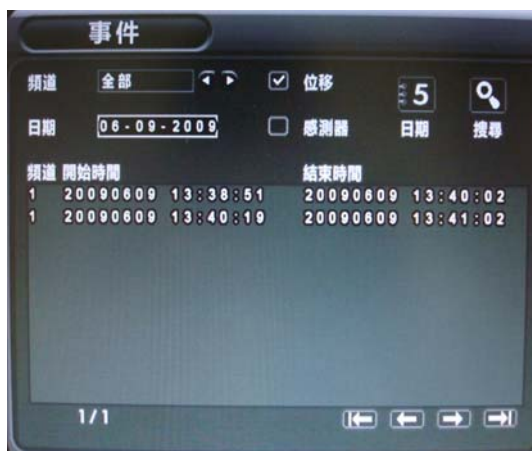 事件
頻道 全部 位移
日期 06-09-2009 感測器 5 日期 搜尋
頻道 開始時間 結束時間
1 20090609 13:38:51 20090609 13:40:02
1 20090609 13:40:19 20090609 13:41:02
1/1